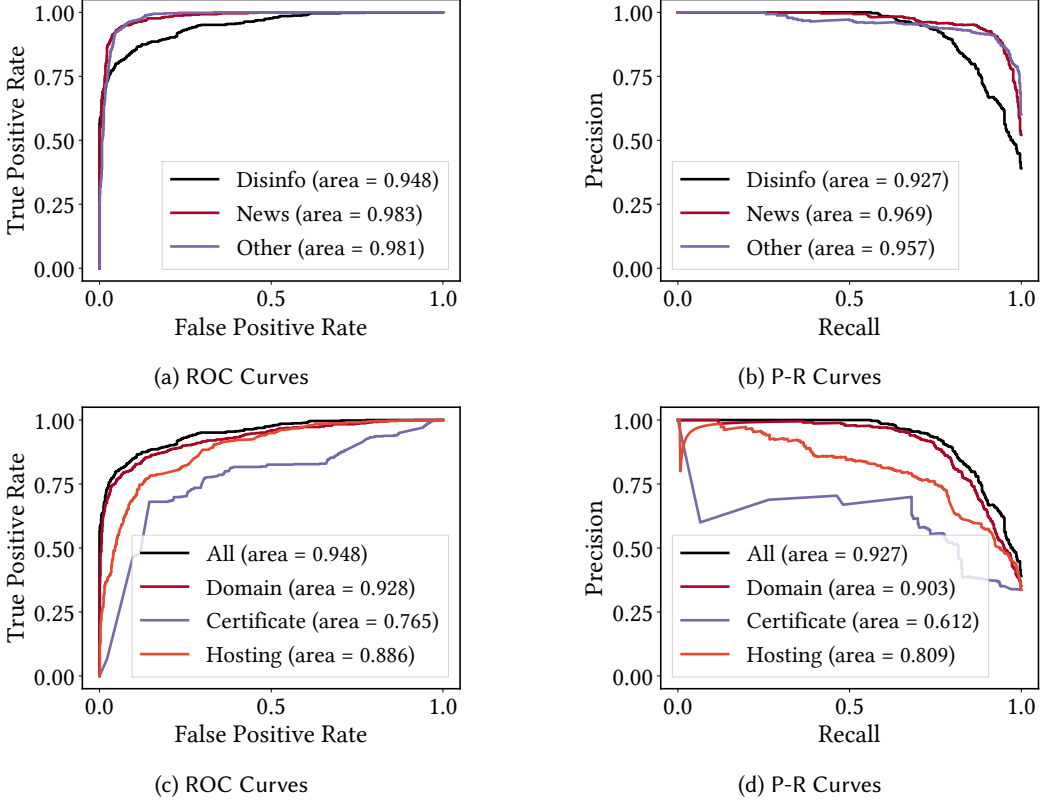 True Positive Rate
1.00
0.75
0.50
0.25
0.00
Disinfo (area = 0.948)
News (area = 0.983)
Other (area = 0.981)
0.0
0.5
1.0
False Positive Rate
(a) ROC Curves
Precision
1.00
0.75
0.50
0.25
0.00
Disinfo (area = 0.927)
News (area = 0.969)
Other (area = 0.957)
0.0
0.5
1.0
Recall
(b) P-R Curves
True Positive Rate
1.00
0.75
0.50
0.25
0.00
All (area = 0.948)
Domain (area = 0.928)
Certificate (area = 0.765)
Hosting (area = 0.886)
0.0
0.5
1.0
False Positive Rate
(c) ROC Curves
Precision
1.00
0.75
0.50
0.25
0.00
All (area = 0.927)
Domain (area = 0.903)
Certificate (area = 0.612)
Hosting (area = 0.809)
0.0
0.5
1.0
Recall
(d) P-R Curves